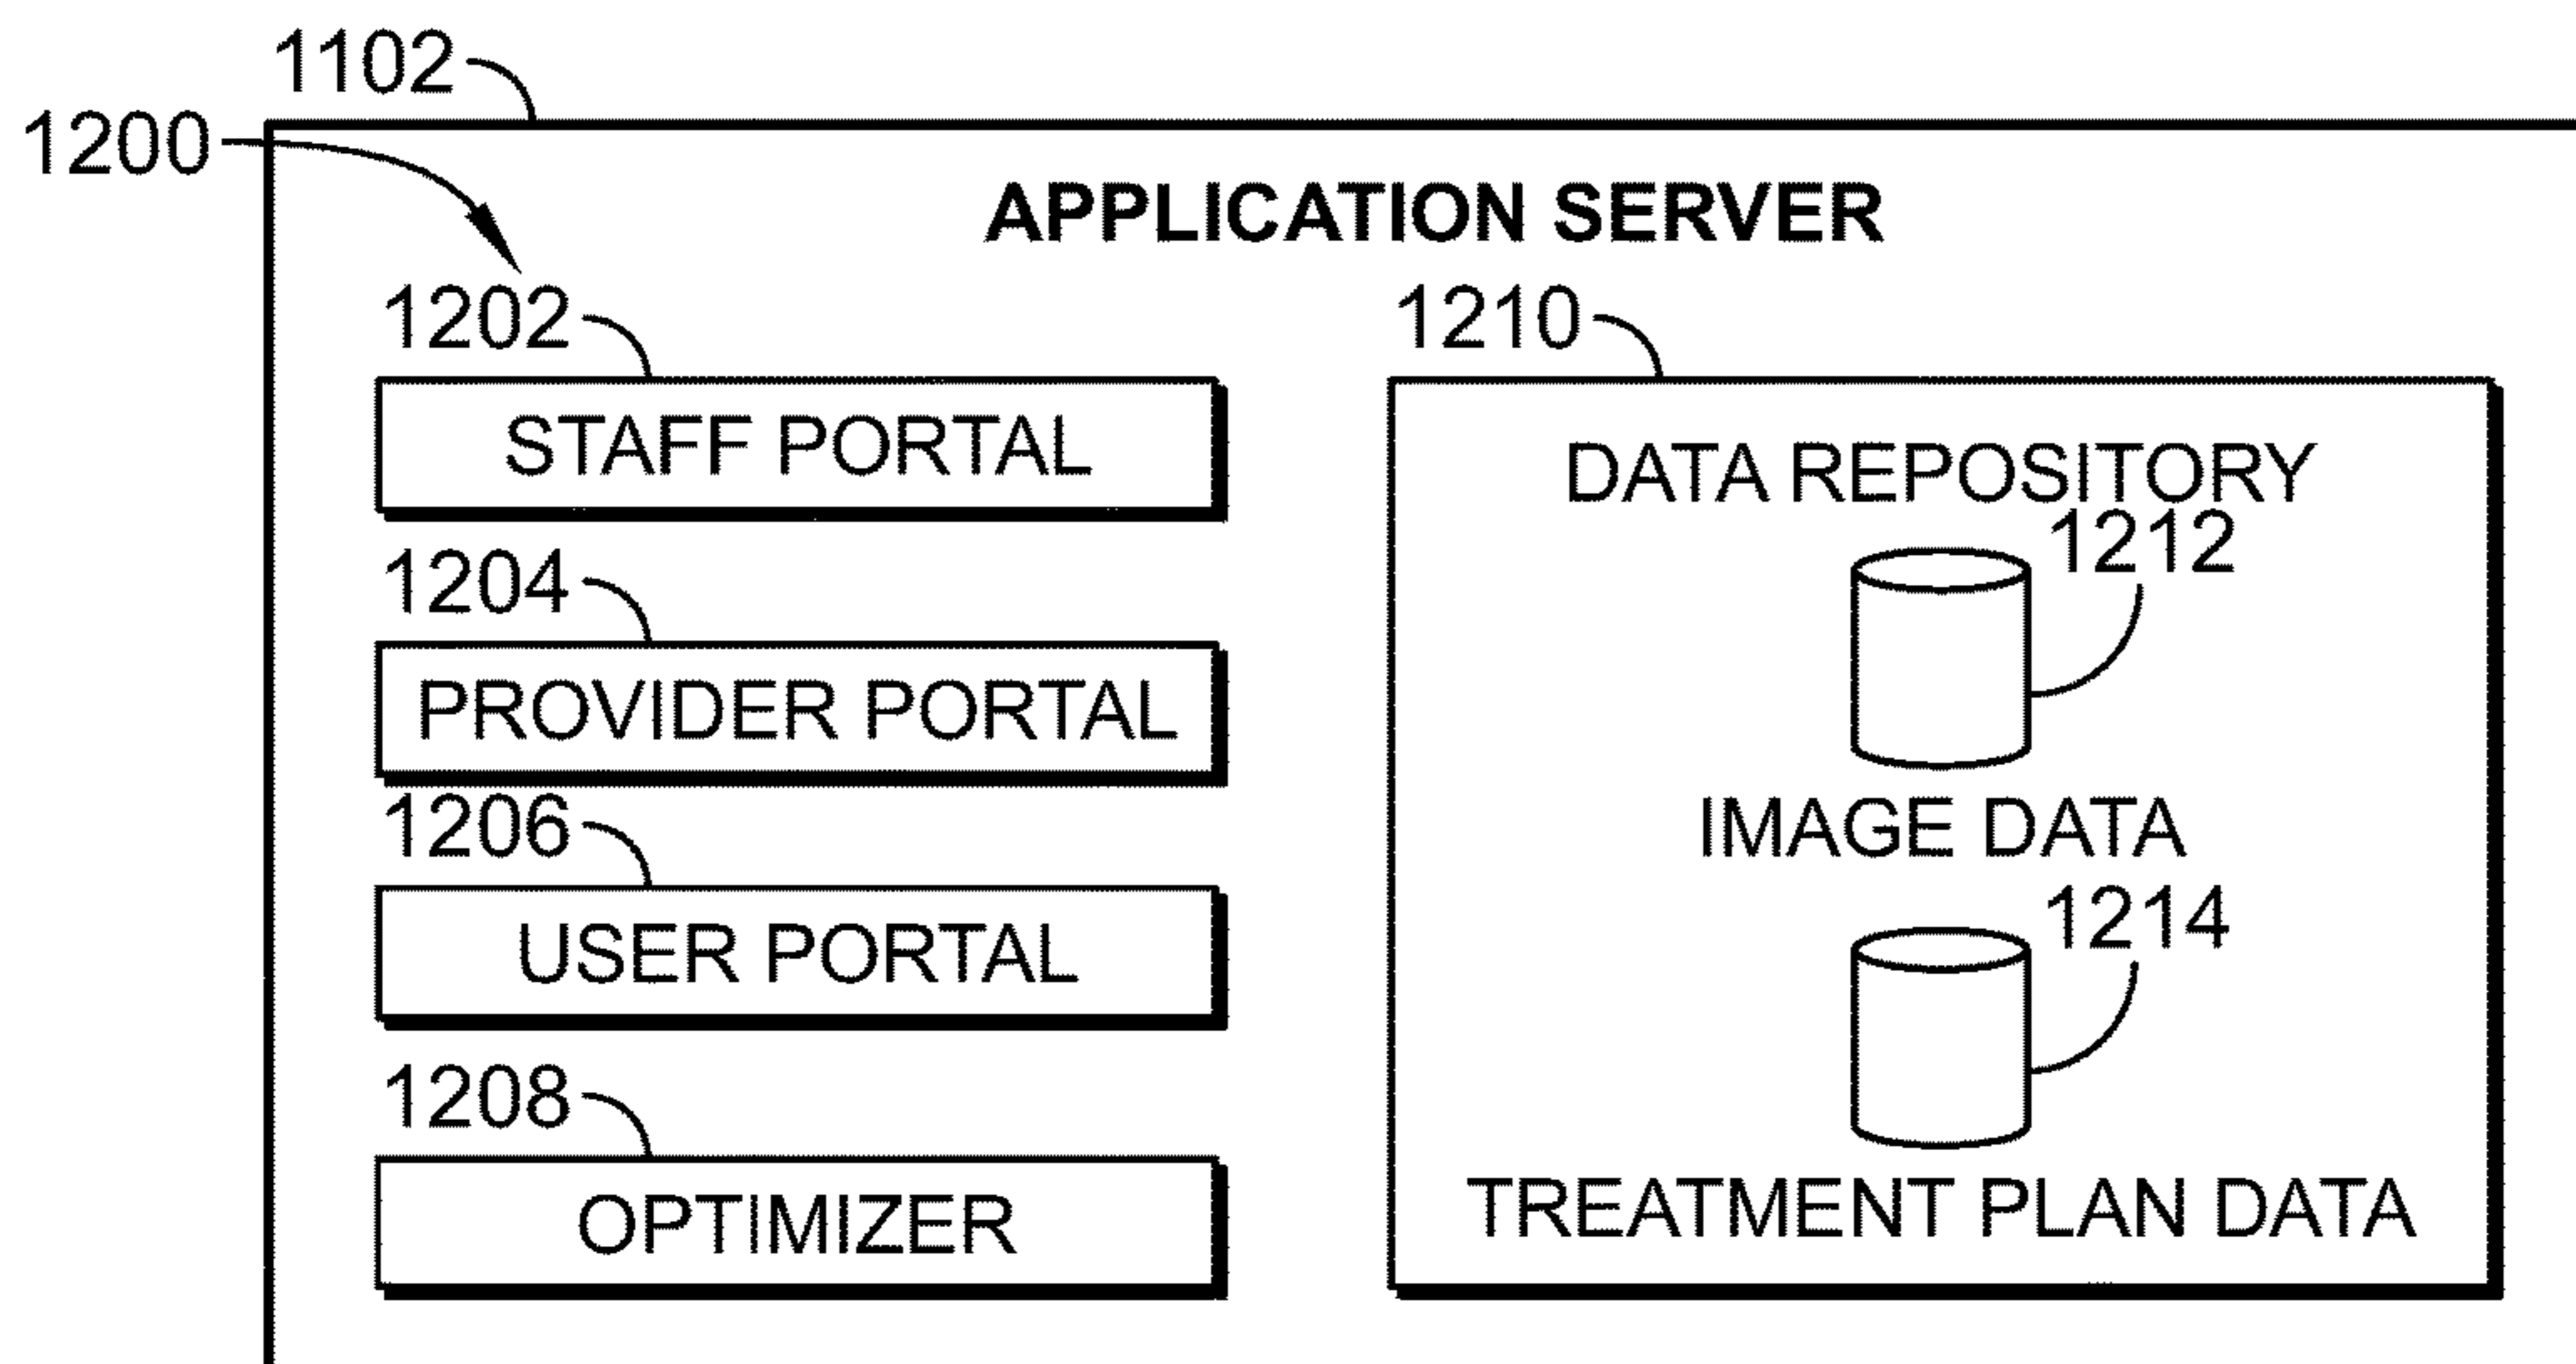 1102
1200
APPLICATION SERVER
1202
STAFF PORTAL
1204
PROVIDER PORTAL
1206
USER PORTAL
1208
OPTIMIZER
1210
DATA REPOSITORY
1212
IMAGE DATA
1214
TREATMENT PLAN DATA